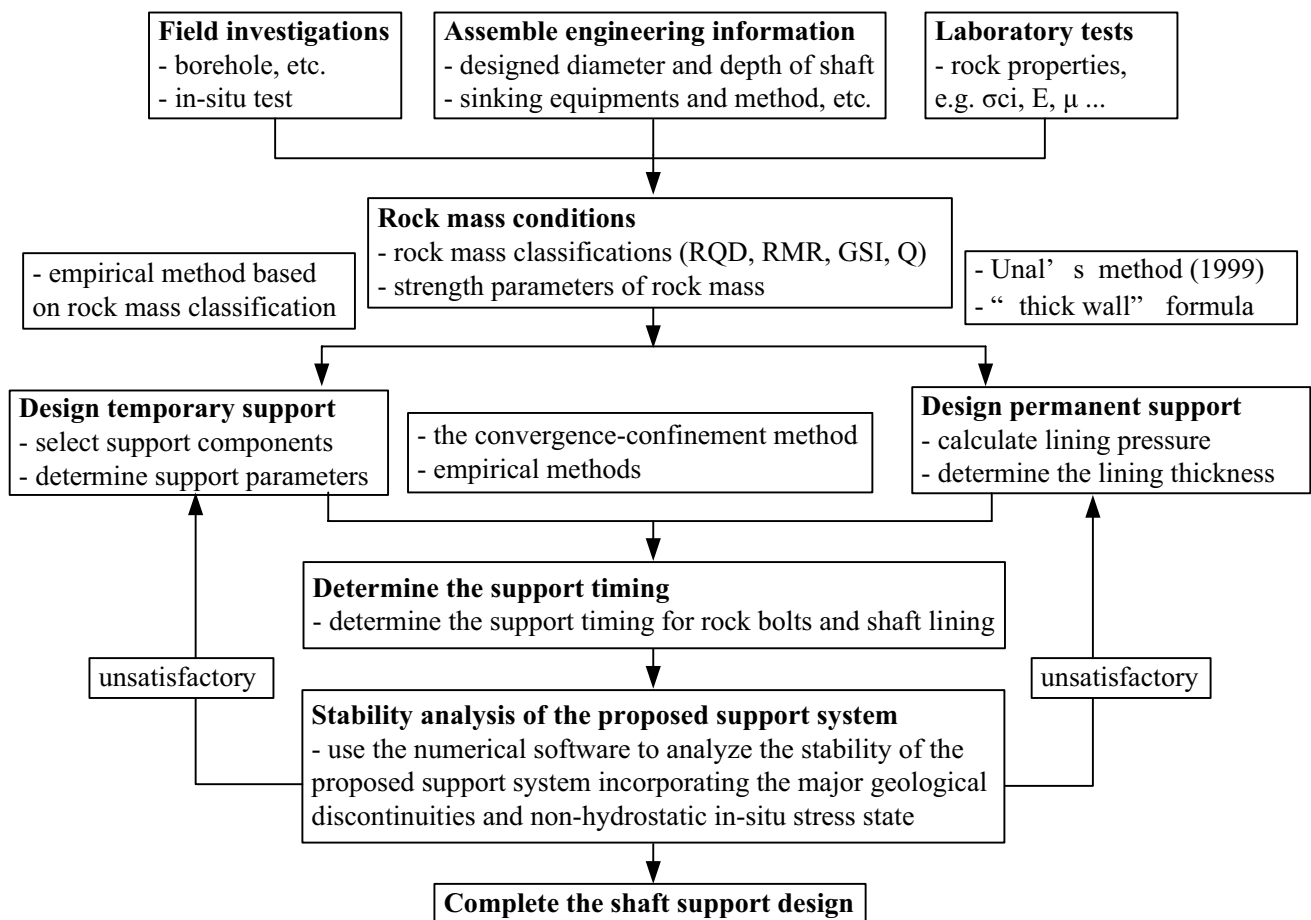 Field investigations
- borehole, etc.
- in-situ test
Assemble engineering information
- designed diameter and depth of shaft
- sinking equipments and method, etc.
Laboratory tests
- rock properties,
e.g. σci, E, μ ...
Rock mass conditions
- rock mass classifications (RQD, RMR, GSI, Q)
- strength parameters of rock mass
- empirical method based
on rock mass classification
- Unal’ s method (1999)
- “ thick wall” formula
Design temporary support
- select support components
- determine support parameters
- the convergence-confinement method
- empirical methods
Design permanent support
- calculate lining pressure
- determine the lining thickness
Determine the support timing
- determine the support timing for rock bolts and shaft lining
unsatisfactory
unsatisfactory
Stability analysis of the proposed support system
- use the numerical software to analyze the stability of the
proposed support system incorporating the major geological
discontinuities and non-hydrostatic in-situ stress state
Complete the shaft support design